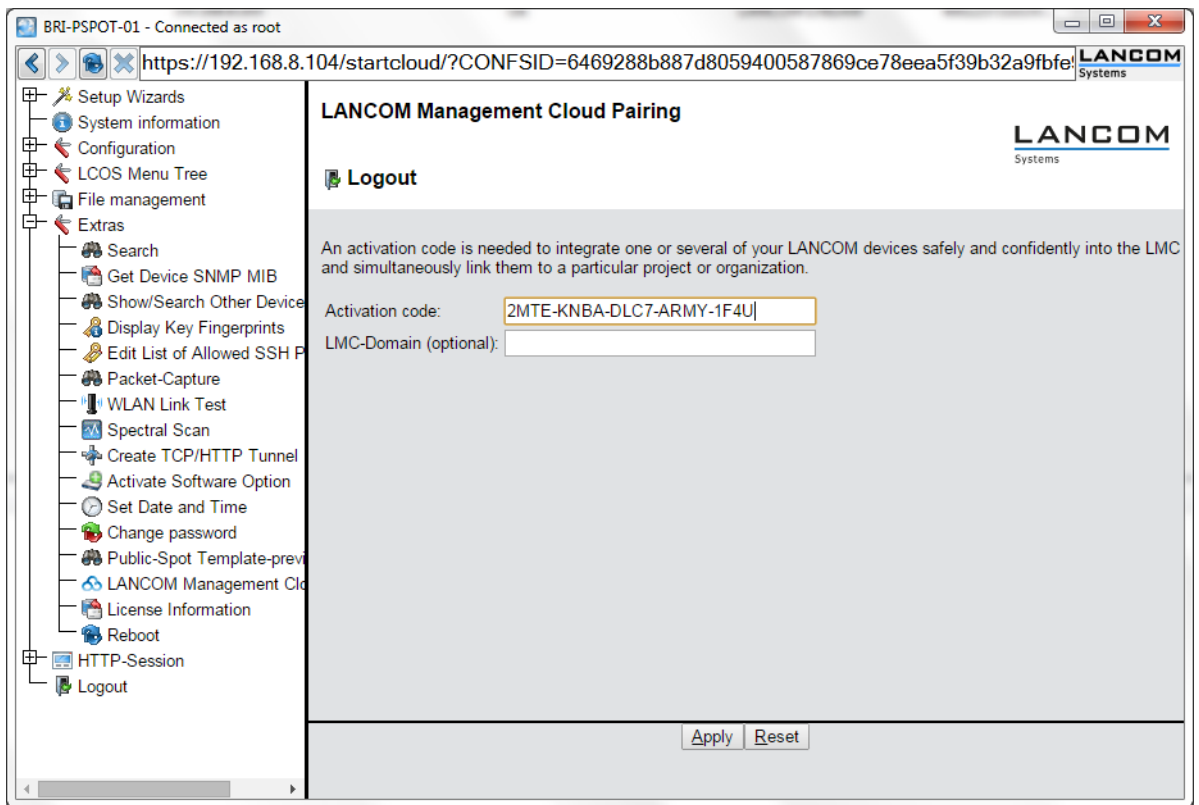 BRI-PSPOT-01 - Connected as root
https://192.168.8.104/startcloud/?CONFSID=6469288b887d8059400587869ce78eea5f39b32a9fbfe9
LANCOM
Systems
Setup Wizards
System information
Configuration
LCOS Menu Tree
File management
Extras
Search
Get Device SNMP MIB
Show/Search Other Device
Display Key Fingerprints
Edit List of Allowed SSH P
Packet-Capture
WLAN Link Test
Spectral Scan
Create TCP/HTTP Tunnel
Activate Software Option
Set Date and Time
Change password
Public-Spot Template-previ
LANCOM Management Clo
License Information
Reboot
HTTP-Session
Logout
LANCOM Management Cloud Pairing
LANCOM
Systems
Logout
An activation code is needed to integrate one or several of your LANCOM devices safely and confidently into the LMC
and simultaneously link them to a particular project or organization.
Activation code: 2MTE-KNBA-DLC7-ARMY-1F4U
LMC-Domain (optional):
Apply Reset